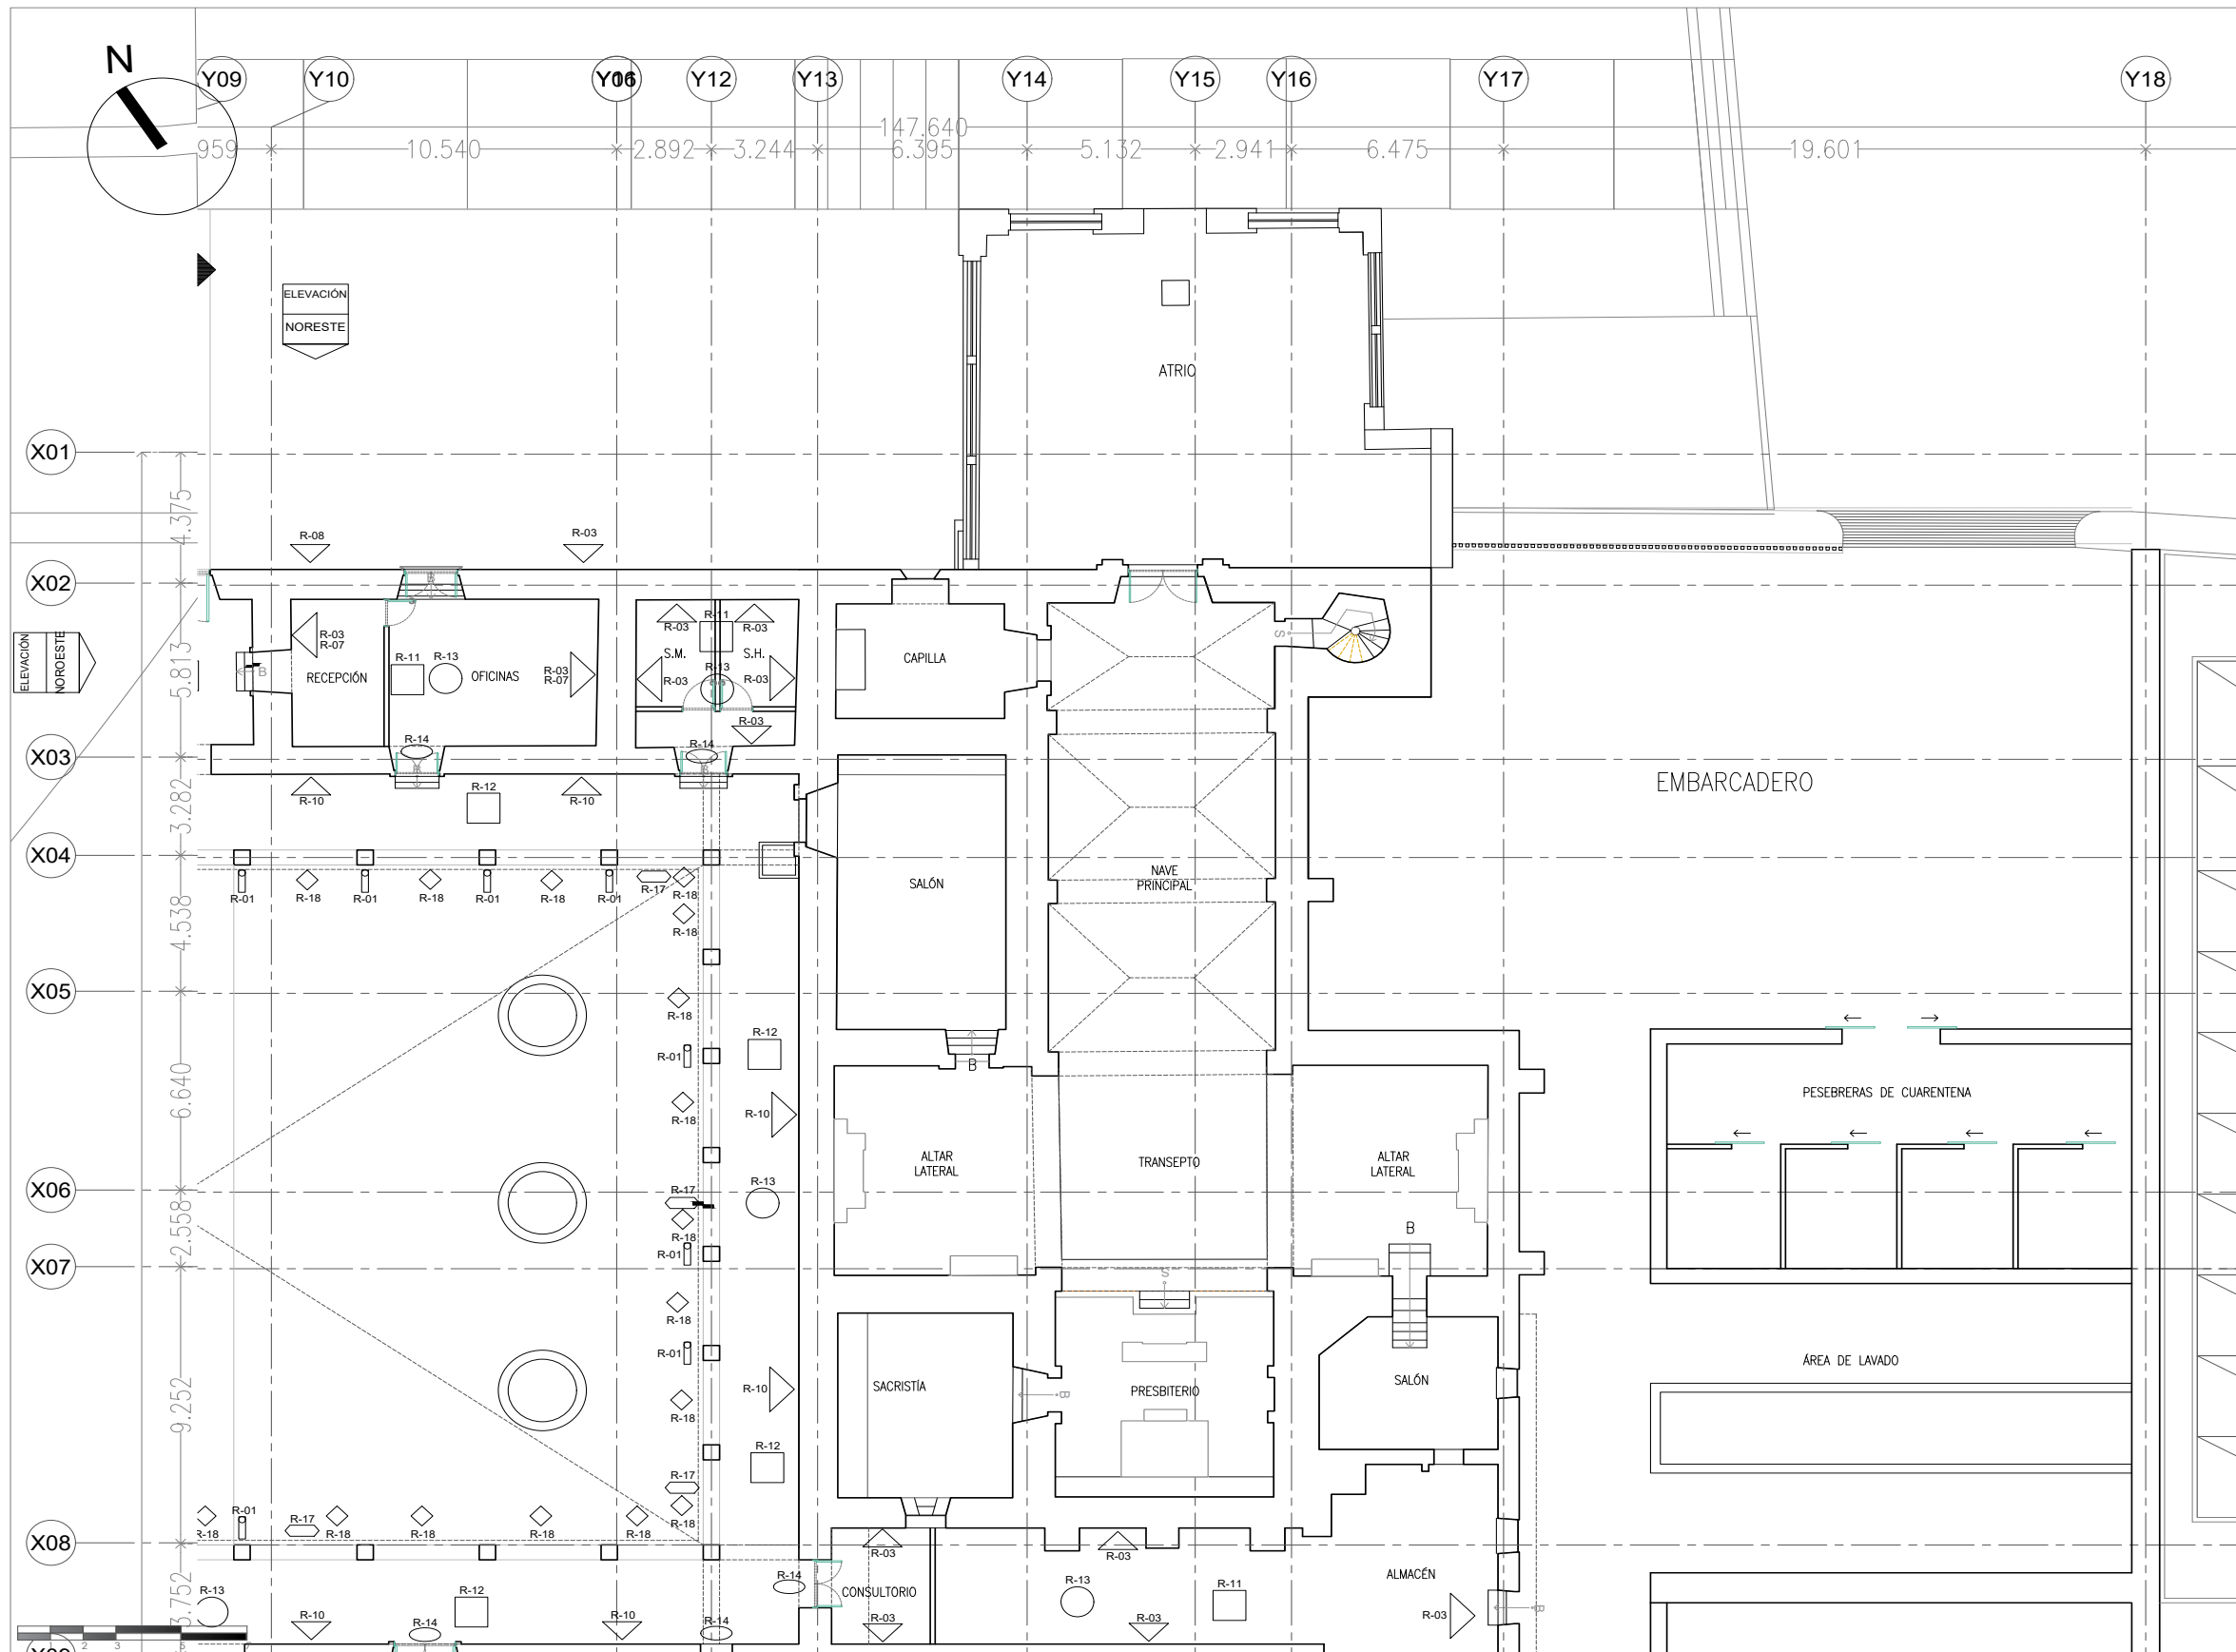 N
Y09
Y10
Y12
Y13
Y14
Y15
Y16
Y17
Y18
147.640
959
10.540
2.892
3.244
6.395
5.132
2.941
6.475
19.601
ELEVACIÓN
NORESTE
ATRIO
X01
4.375
R-08
R-03
X02
ELEVACIÓN
NOROESTE
5.813
B
R-03
R-07
RECEPCIÓN
R-11
R-13
OFICINAS
R-03
R-07
R-03
R-11
R-03
S.M.
S.H.
R-13
R-03
R-03
R-03
CAPILLA
S
R-14
R-14
X03
EMBARCADERO
3.282
R-10
R-12
R-10
X04
R-01
R-18
R-01
R-18
R-01
R-18
R-01
R-17
R-18
R-18
SALÓN
NAVE
PRINCIPAL
4.538
X05
R-18
R-12
R-01
B
6.640
R-18
R-10
PESEBRERAS DE CUARENTENA
ALTAR
LATERAL
TRANSEPTO
ALTAR
LATERAL
X06
R-17
R-13
R-18
2.558
R-01
B
X07
S
R-18
R-01
ÁREA DE LAVADO
9.252
R-10
R-18
SACRISTÍA
B
PRESBITERIO
SALÓN
R-12
R-17
R-18
R-01
R-18
R-17
R-18
R-18
R-18
R-18
X08
R-03
R-03
3.752
R-13
R-12
R-14
CONSULTORIO
R-13
R-11
ALMACÉN
R-10
R-14
R-10
R-14
R-03
R-03
R-03
B
1 2 3 5